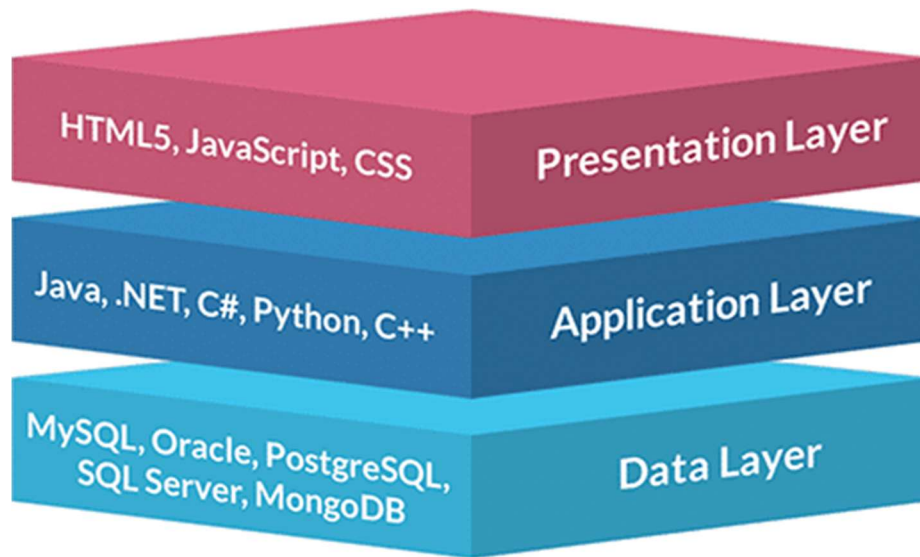 HTML5, JavaScript, CSS
Presentation Layer
Java, .NET, C#, Python, C++
Application Layer
MySQL, Oracle, PostgreSQL,
SQL Server, MongoDB
Data Layer